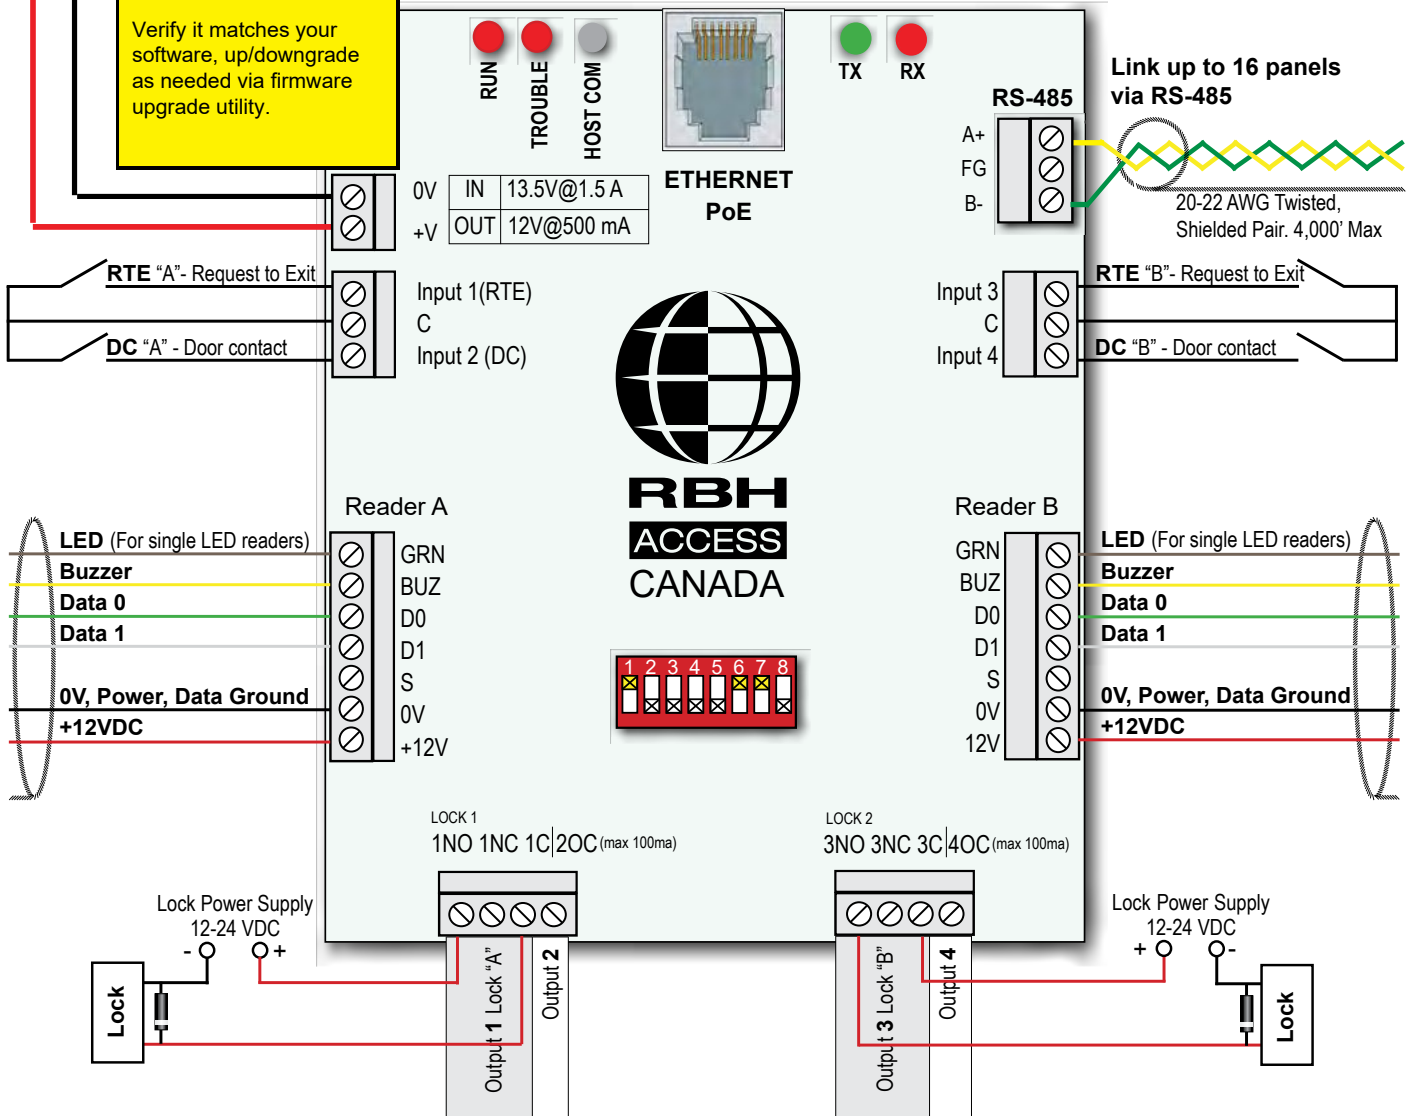 Verify it matches your
software, up/downgrade
as needed via firmware
upgrade utility.
RUN
TROUBLE
HOST COM
ETHERNET
PoE
TX
RX
RS-485
Link up to 16 panels
via RS-485
A+
FG
B-
20-22 AWG Twisted,
Shielded Pair. 4,000’ Max
0V
+V
IN 13.5V@1.5 A
OUT 12V@500 mA
RTE “A”- Request to Exit
DC “A” - Door contact
Input 1(RTE)
C
Input 2 (DC)
Input 3
C
Input 4
RTE “B”- Request to Exit
DC “B” - Door contact
RBH
ACCESS
CANADA
Reader A
LED (For single LED readers)
Buzzer
Data 0
Data 1
0V, Power, Data Ground
+12VDC
GRN
BUZ
D0
D1
S
0V
+12V
1 2 3 4 5 6 7 8
Reader B
GRN
BUZ
D0
D1
S
0V
12V
LED (For single LED readers)
Buzzer
Data 0
Data 1
0V, Power, Data Ground
+12VDC
LOCK 1
1NO 1NC 1C 2OC (max 100ma)
LOCK 2
3NO 3NC 3C 4OC (max 100ma)
Lock Power Supply
12-24 VDC
- +
Lock
Output 1 Lock “A”
Output 2
Output 3 Lock “B”
Output 4
Lock Power Supply
12-24 VDC
+ -
Lock